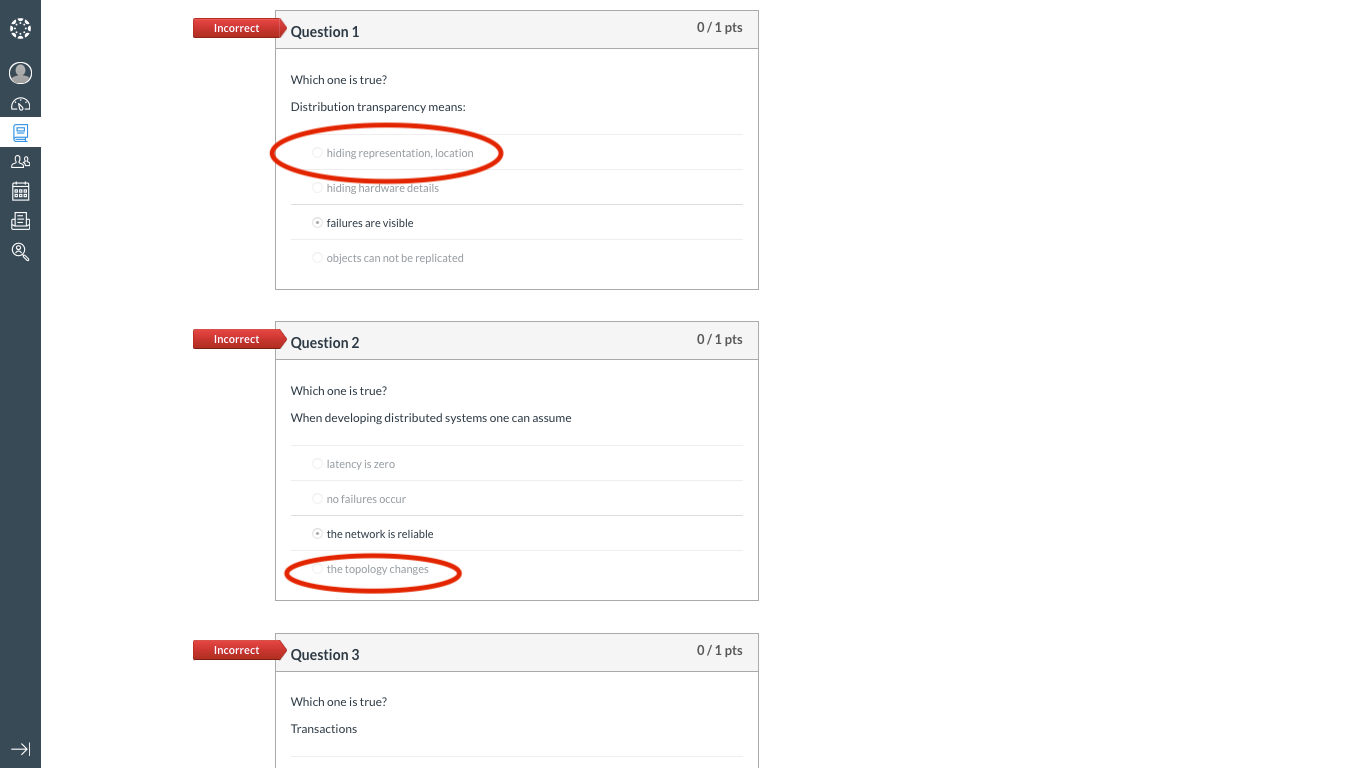 Incorrect
Question 1
0 / 1 pts
Which one is true?
Distribution transparency means:
hiding representation, location
hiding hardware details
failures are visible
objects can not be replicated
Incorrect
Question 2
0 / 1 pts
Which one is true?
When developing distributed systems one can assume
latency is zero
no failures occur
the network is reliable
the topology changes
Incorrect
Question 3
0 / 1 pts
Which one is true?
Transactions